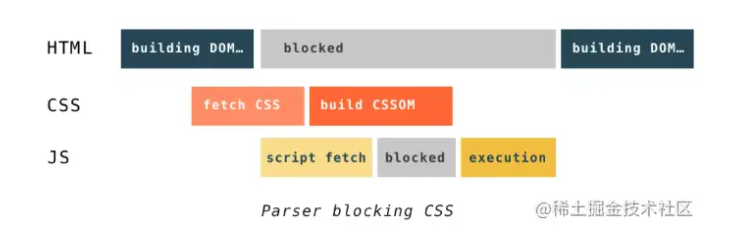 HTML building DOM… blocked building DOM…
CSS fetch CSS build CSSOM
JS script fetch blocked execution
Parser blocking CSS
@稀土掘金技术社区